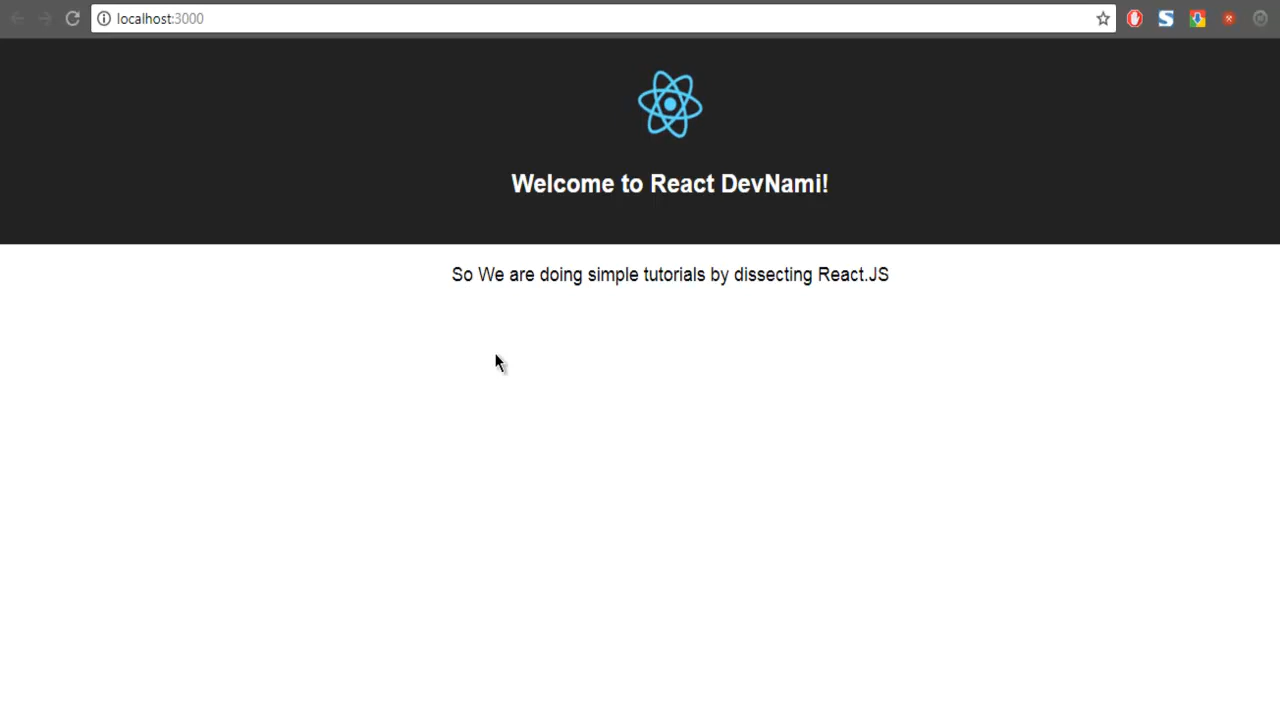 localhost:3000
Welcome to React DevNami!
So We are doing simple tutorials by dissecting React.JS